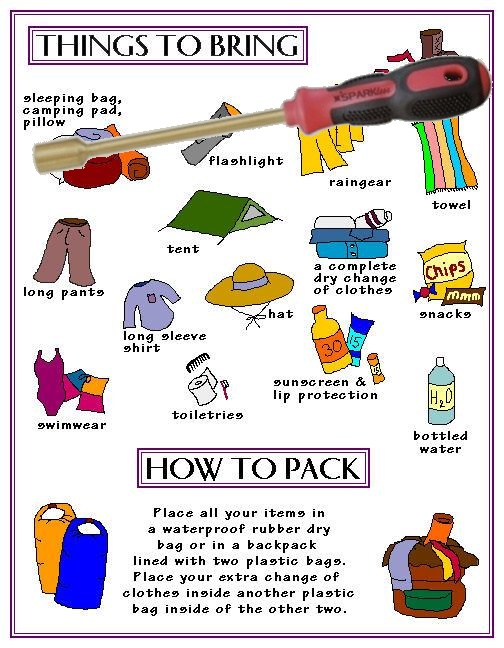 THINGS TO BRING
sleeping bag,
camping pad,
pillow
flashlight
XSPARK
raingear
towel
tent
a complete
dry change
of clothes
long pants
Chips
mmm
snacks
hat
long sleeve
shirt
30
15
sunscreen &
lip protection
swimwear
toiletries
H2O
bottled
water
HOW TO PACK
Place all your items in
a waterproof rubber dry
bag or in a backpack
lined with two plastic bags.
Place your extra change of
clothes inside another plastic
bag inside of the other two.